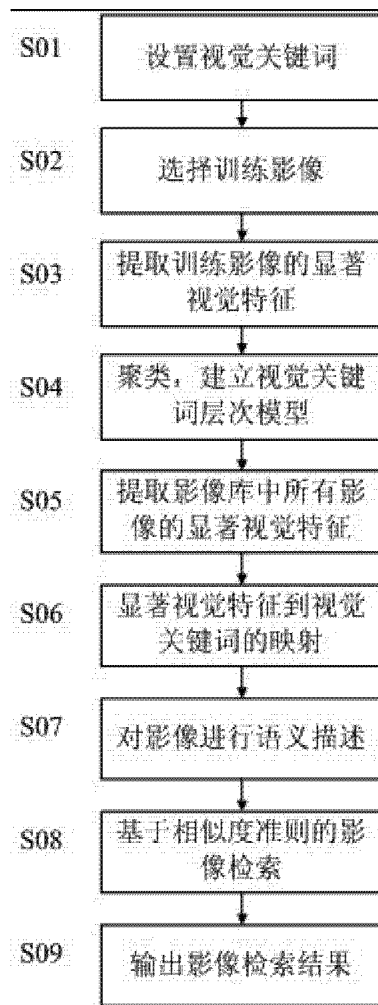 S01
设置视觉关键词
S02
选择训练影像
S03
提取训练影像的显著
视觉特征
S04
聚类，建立视觉关键
词层次模型
S05
提取影像库中所有影
像的显著视觉特征
S06
显著视觉特征到视觉
关键词的映射
S07
对影像进行语义描述
S08
基于相似度准则的影
像检索
S09
输出影像检索结果